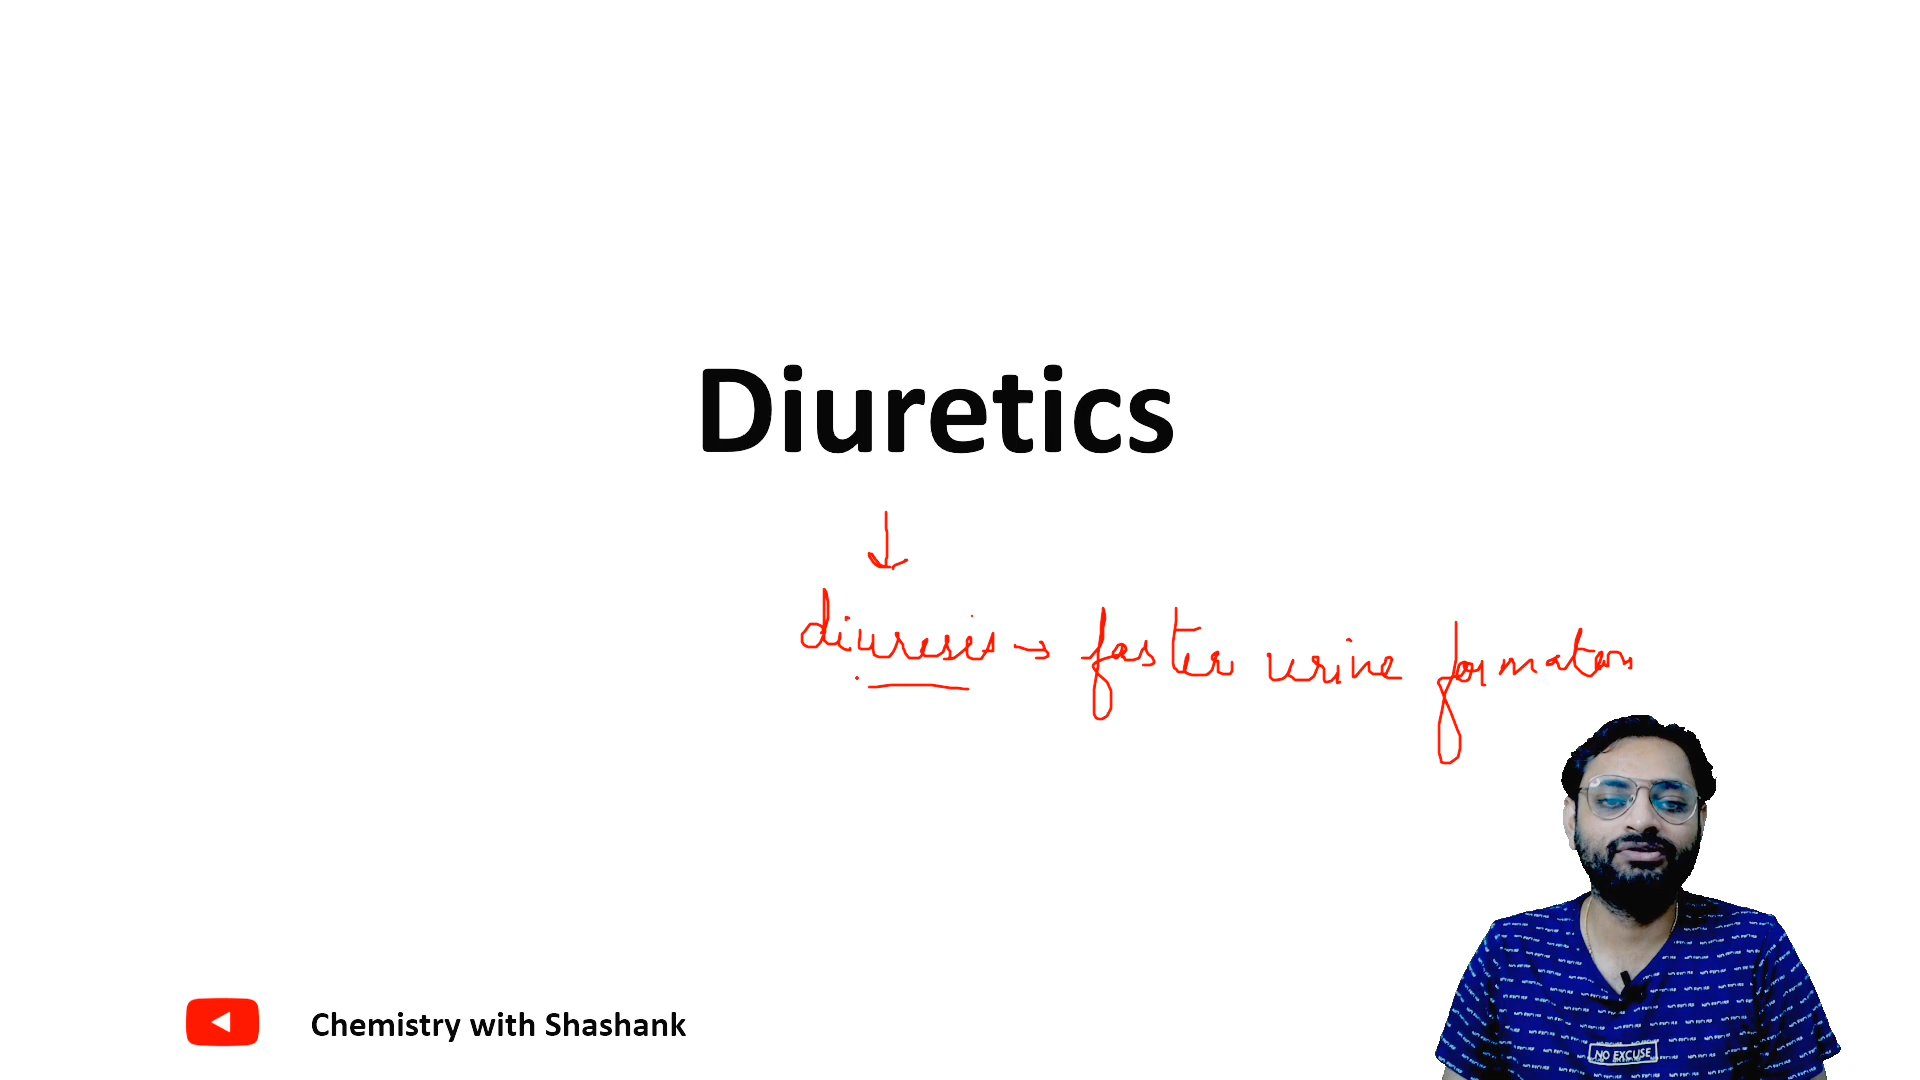 Diuretics
diuresis → faster urine formation
Chemistry with Shashank
NO EXCUSE